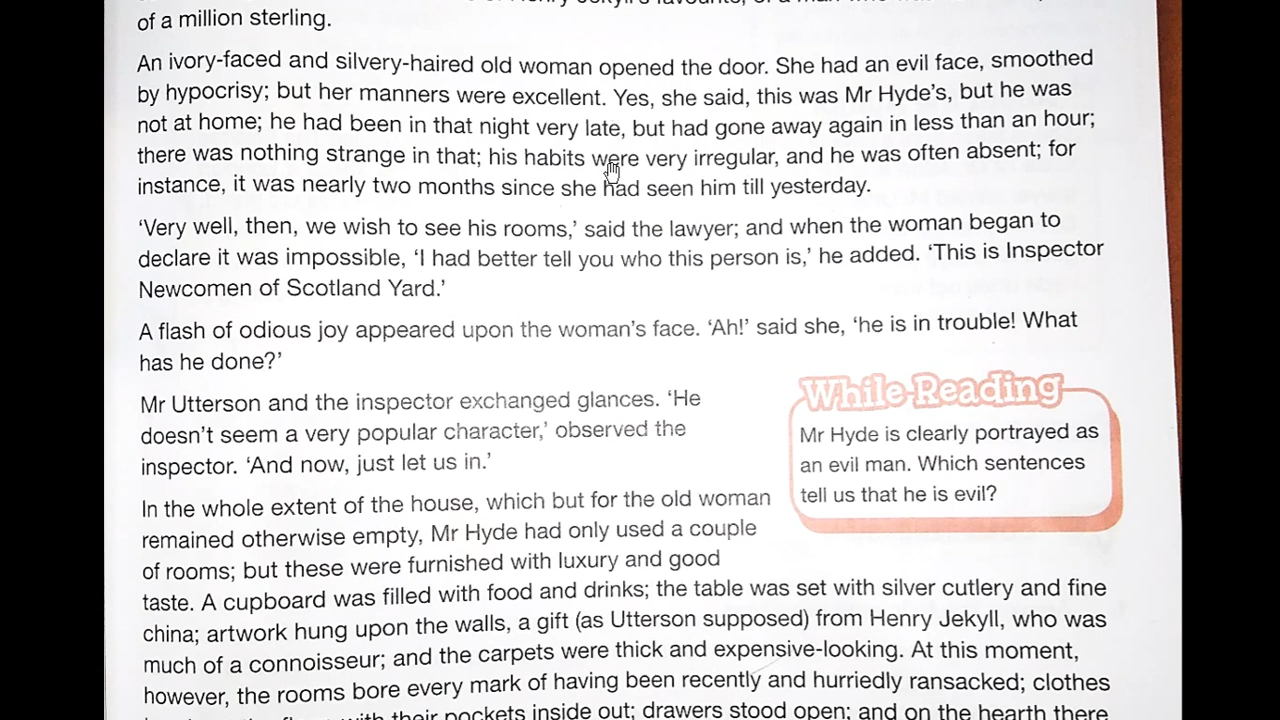 of a million sterling.
An ivory-faced and silvery-haired old woman opened the door. She had an evil face, smoothed
by hypocrisy; but her manners were excellent. Yes, she said, this was Mr Hyde's, but he was
not at home; he had been in that night very late, but had gone away again in less than an hour;
there was nothing strange in that; his habits were very irregular, and he was often absent; for
instance, it was nearly two months since she had seen him till yesterday.
'Very well, then, we wish to see his rooms,' said the lawyer; and when the woman began to
declare it was impossible, 'I had better tell you who this person is,' he added. 'This is Inspector
Newcomen of Scotland Yard.'
A flash of odious joy appeared upon the woman's face. 'Ah!' said she, 'he is in trouble! What
has he done?'
Mr Utterson and the inspector exchanged glances. 'He
doesn't seem a very popular character,' observed the
inspector. 'And now, just let us in.'
While-Reading
Mr Hyde is clearly portrayed as
an evil man. Which sentences
tell us that he is evil?
In the whole extent of the house, which but for the old woman
remained otherwise empty, Mr Hyde had only used a couple
of rooms; but these were furnished with luxury and good
taste. A cupboard was filled with food and drinks; the table was set with silver cutlery and fine
china; artwork hung upon the walls, a gift (as Utterson supposed) from Henry Jekyll, who was
much of a connoisseur; and the carpets were thick and expensive-looking. At this moment,
however, the rooms bore every mark of having been recently and hurriedly ransacked; clothes
with their pockets inside out; drawers stood open; and on the hearth there